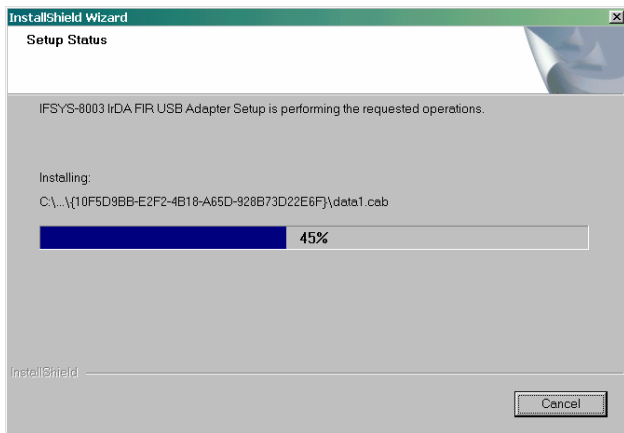 InstallShield Wizard
Setup Status
IFSYS-8003 IrDA FIR USB Adapter Setup is performing the requested operations.
Installing:
C:\...\{10F5D9BB-E2F2-4B18-A65D-928B73D22E6F}\data1.cab
45%
InstallShield
Cancel